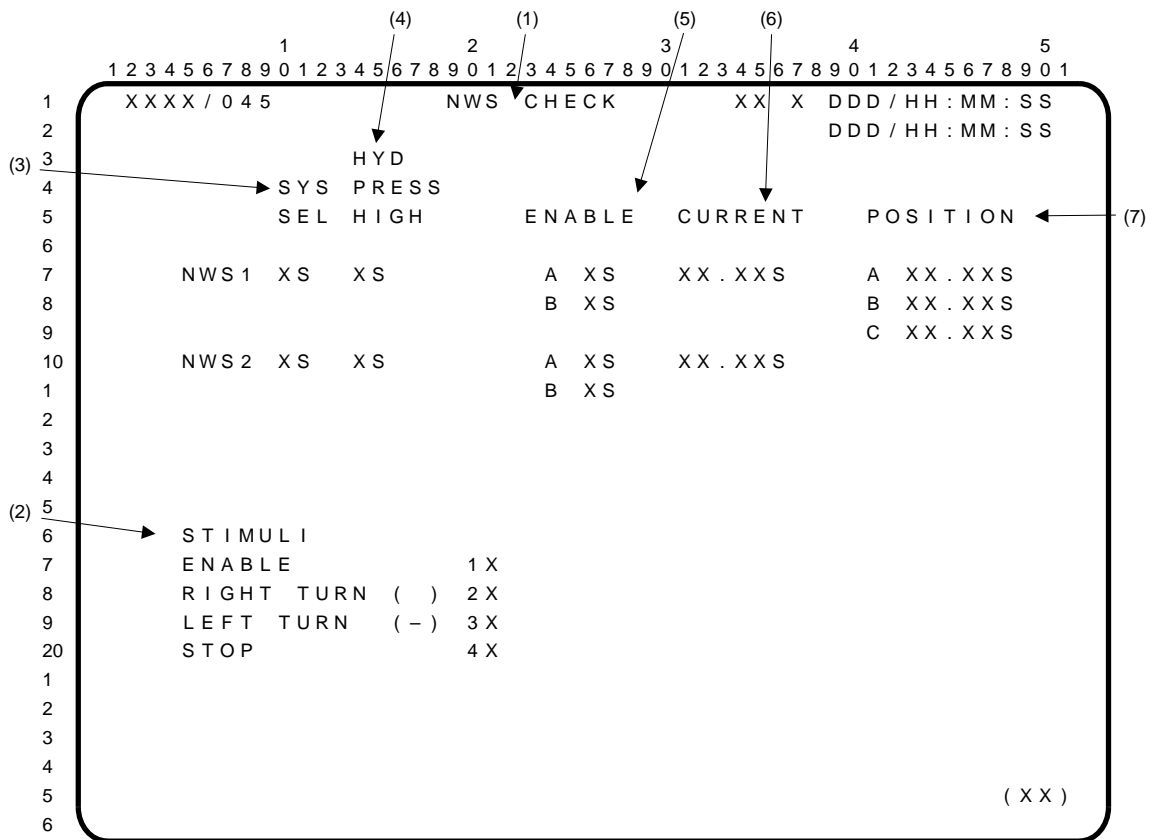 (4) (1) (5) (6)
1 2 3 4 5
1 2 3 4 5 6 7 8 9 0 1 2 3 4 5 6 7 8 9 0 1 2 3 4 5 6 7 8 9 0 1 2 3 4 5 6 7 8 9 0 1 2 3 4 5 6 7 8 9 0 1
1 XXXX/045 NWS CHECK XX X DDD/HH:MM:SS
2 DDD/HH:MM:SS
(3) 3 HYD
4 SYS PRESS
5 SEL HIGH ENABLE CURRENT POSITION (7)
6
7 NWS1 XS XS A XS XX.XXS A XX.XXS
8 B XS B XX.XXS
9 C XX.XXS
10 NWS2 XS XS A XS XX.XXS
1 B XS
2
3
4
(2) 5
6 STIMULI
7 ENABLE 1X
8 RIGHT TURN ( ) 2X
9 LEFT TURN (–) 3X
20 STOP 4X
1
2
3
4
5 (XX)
6